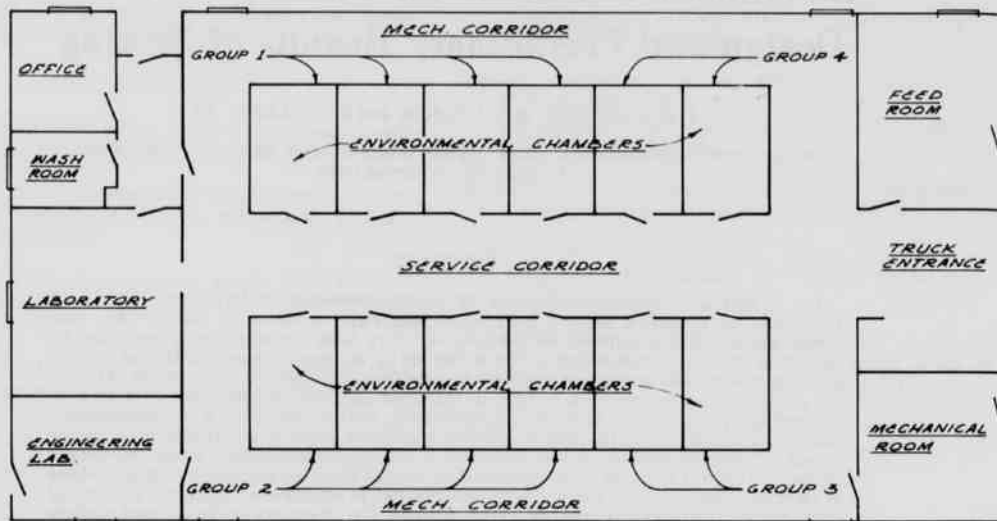 MECH. CORRIDOR
OFFICE
GROUP 1
GROUP 4
FEED
ROOM
ENVIRONMENTAL CHAMBERS
WASH
ROOM
SERVICE CORRIDOR
TRUCK
ENTRANCE
LABORATORY
ENVIRONMENTAL CHAMBERS
ENGINEERING
LAB.
MECHANICAL
ROOM
GROUP 2
GROUP 3
MECH. CORRIDOR